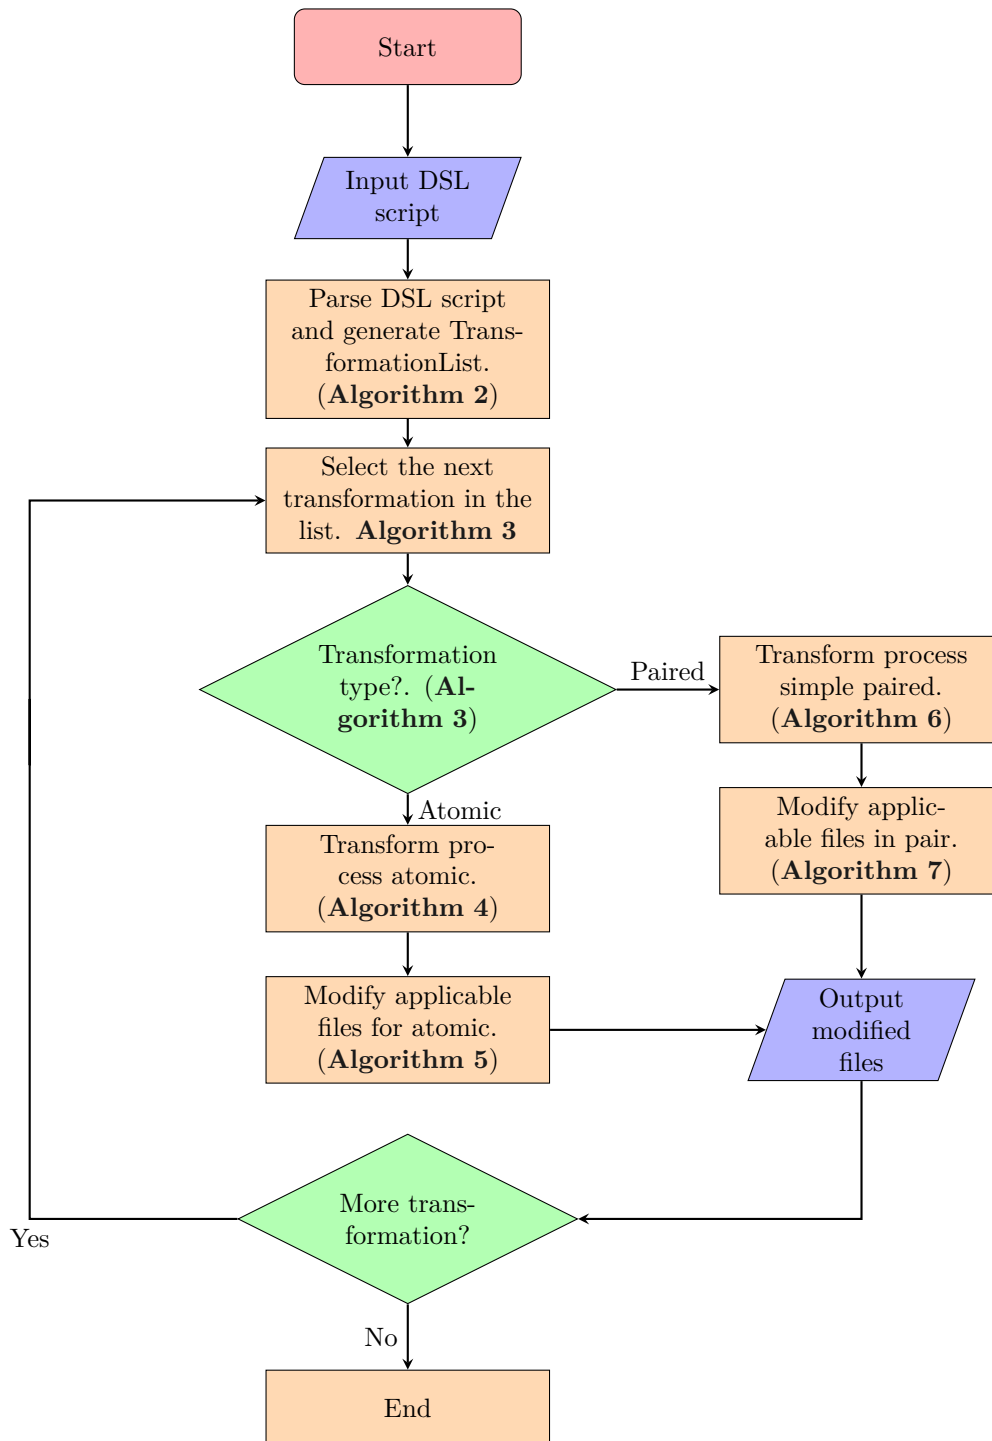 Start
Input DSL
script
Parse DSL script
and generate Trans-
formationList.
(Algorithm 2)
Select the next
transformation in the
list. Algorithm 3
Transformation
type?. (Al-
gorithm 3)
Paired
Transform process
simple paired.
(Algorithm 6)
Modify applic-
able files in pair.
(Algorithm 7)
Atomic
Transform pro-
cess atomic.
(Algorithm 4)
Modify applicable
files for atomic.
(Algorithm 5)
Output
modified
files
More trans-
formation?
Yes
No
End